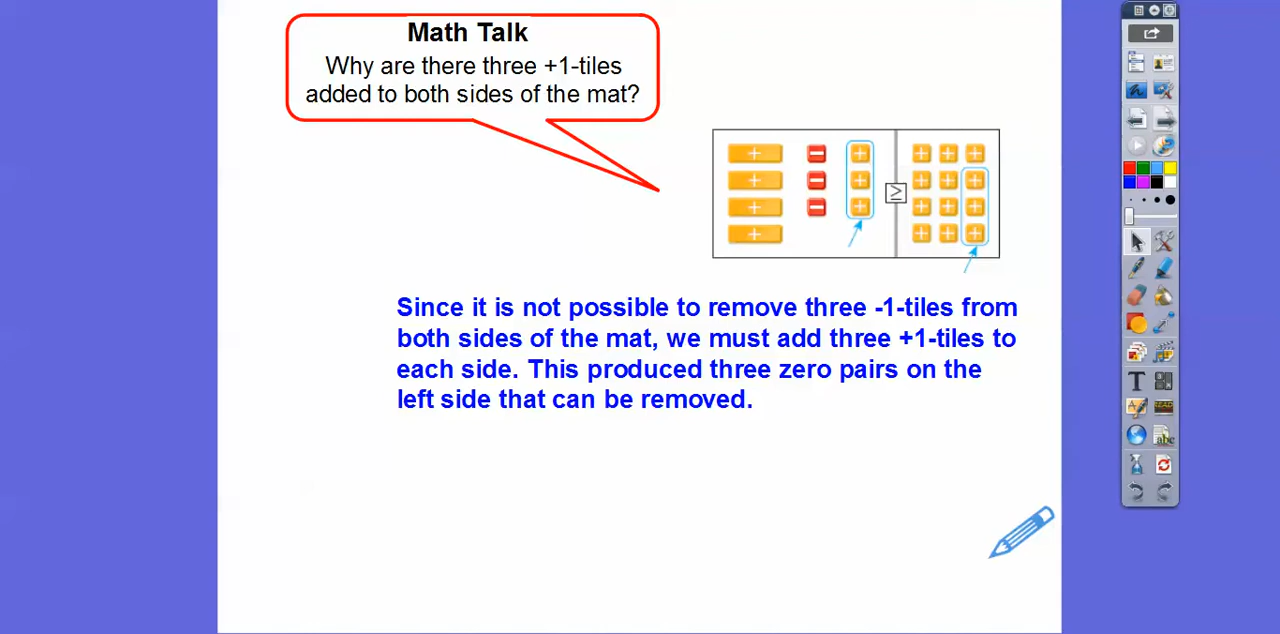 Math Talk
Why are there three +1-tiles
added to both sides of the mat?
+ − + + + +
+ − + ≥ + + +
+ − + + + +
+ + + +
Since it is not possible to remove three -1-tiles from
both sides of the mat, we must add three +1-tiles to
each side. This produced three zero pairs on the
left side that can be removed.
T